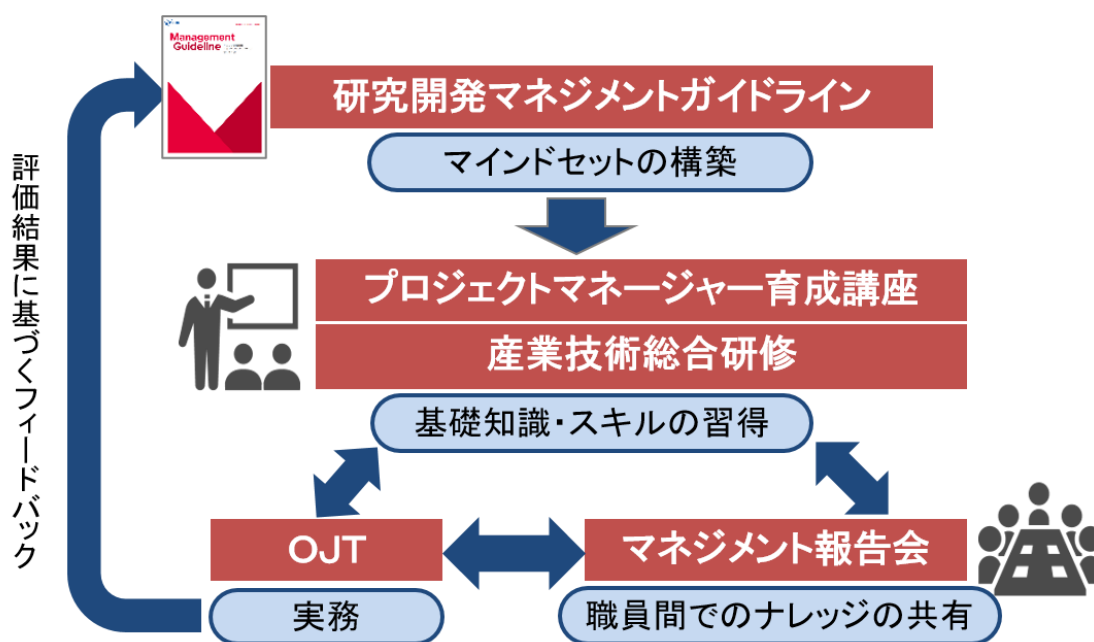 Management
Guideline
研究開発マネジメントガイドライン
マインドセットの構築
プロジェクトマネージャー育成講座
産業技術総合研修
基礎知識・スキルの習得
OJT
マネジメント報告会
実務
職員間でのナレッジの共有
評価結果に基づくフィードバック